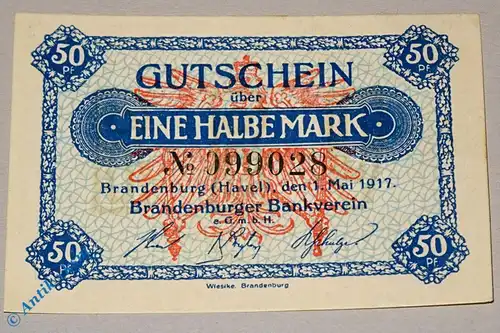 50 PF
50 PF
GUTSCHEIN
über
EINE HALBE MARK
№ 099028
Brandenburg (Havel), den 1. Mai 1917.
Brandenburger Bankverein
e.G.m.b.H.
50 PF
50 PF
Wiesike. Brandenburg